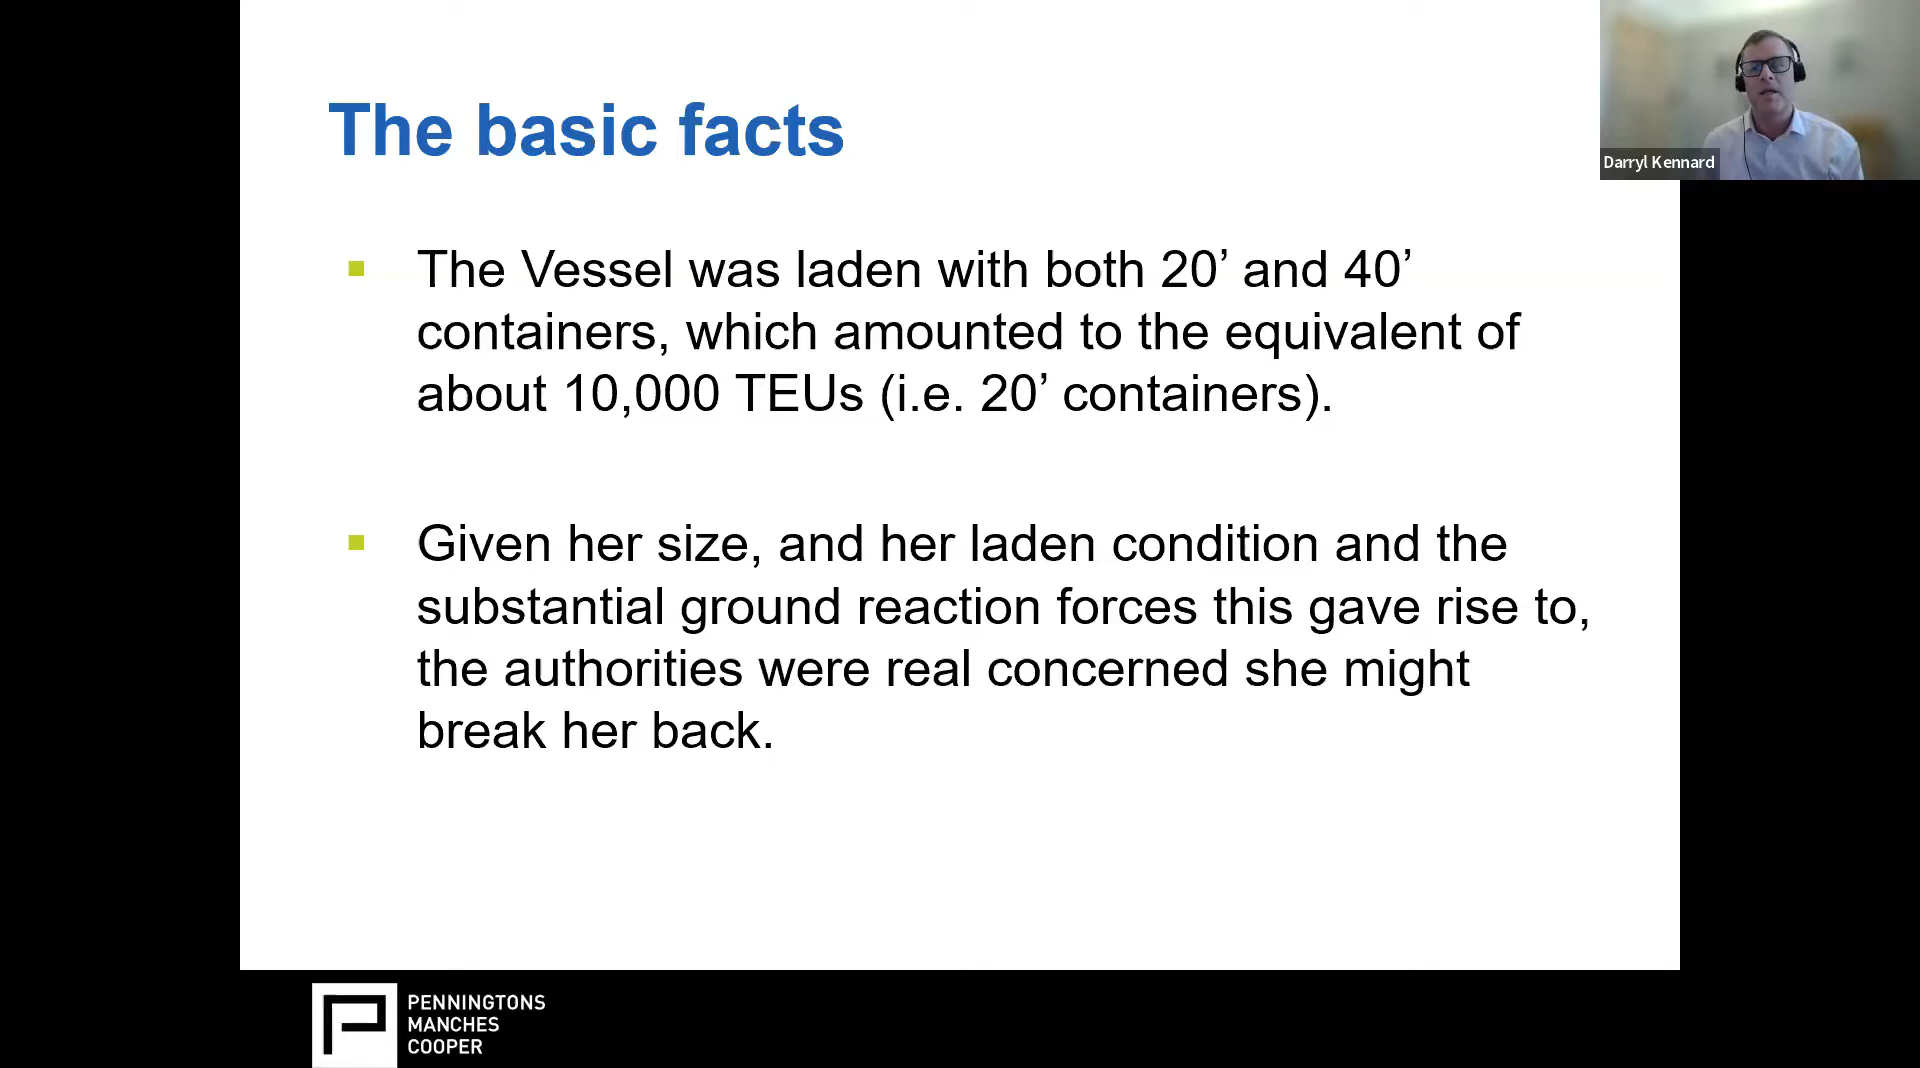 The basic facts
Darryl Kennard
▪ The Vessel was laden with both 20’ and 40’
containers, which amounted to the equivalent of
about 10,000 TEUs (i.e. 20’ containers).
▪ Given her size, and her laden condition and the
substantial ground reaction forces this gave rise to,
the authorities were real concerned she might
break her back.
PENNINGTONS
MANCHES
COOPER